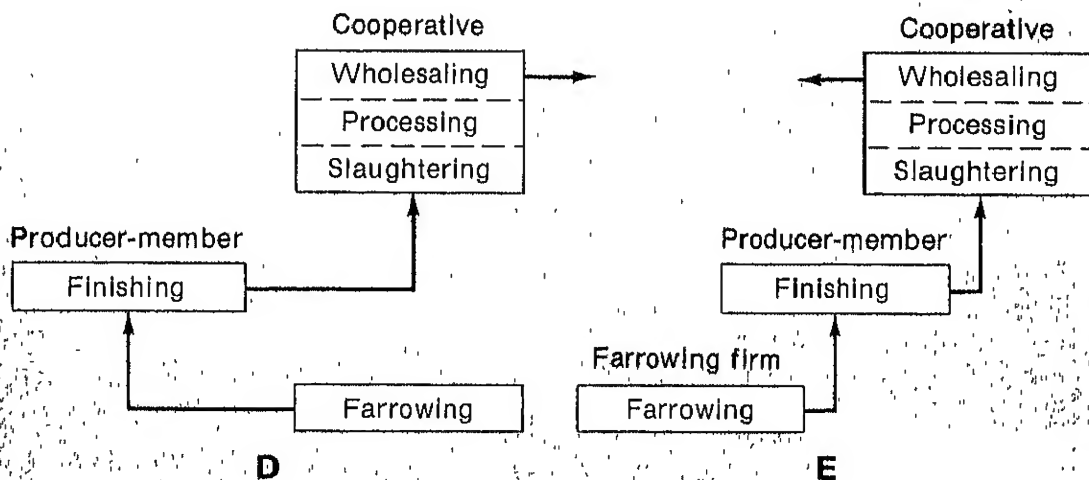 Cooperative
Wholesaling
Processing
Slaughtering
Producer-member
Finishing
Farrowing
D
Cooperative
Wholesaling
Processing
Slaughtering
Producer-member
Finishing
Farrowing firm
Farrowing
E